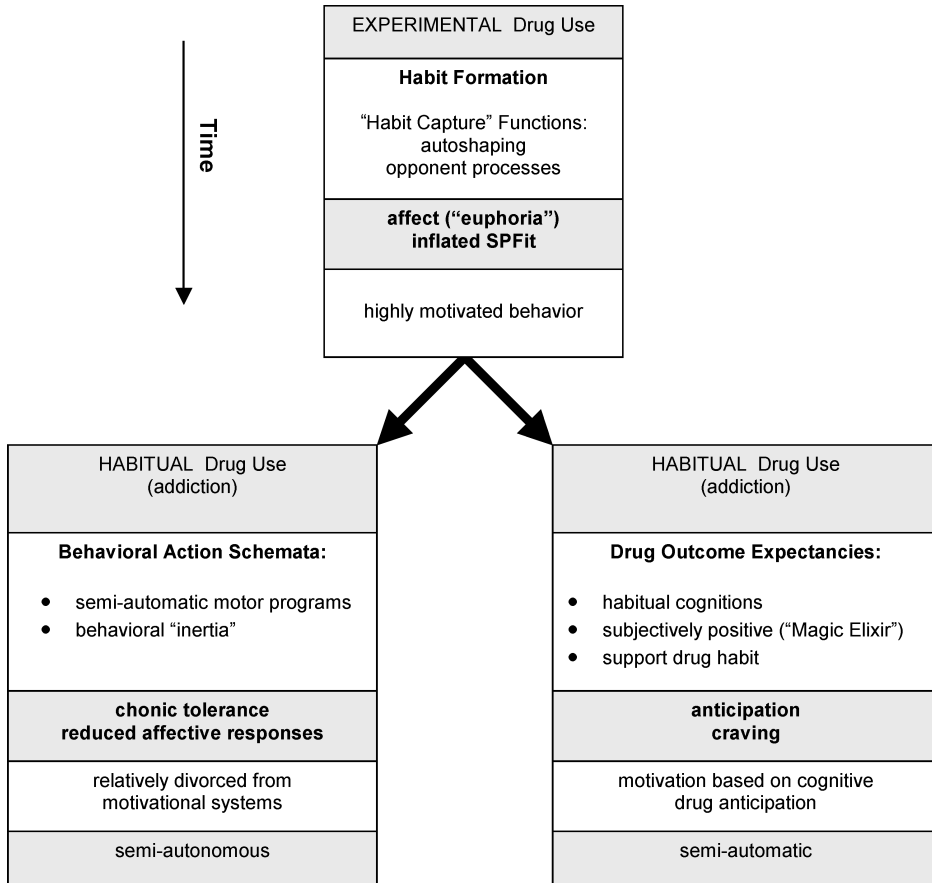 EXPERIMENTAL Drug Use
Time
Habit Formation
“Habit Capture” Functions:
autoshaping
opponent processes
affect (“euphoria”)
inflated SPFit
highly motivated behavior
HABITUAL Drug Use
(addiction)
Behavioral Action Schemata:
• semi-automatic motor programs
• behavioral “inertia”
chonic tolerance
reduced affective responses
relatively divorced from
motivational systems
semi-autonomous
HABITUAL Drug Use
(addiction)
Drug Outcome Expectancies:
• habitual cognitions
• subjectively positive (“Magic Elixir”)
• support drug habit
anticipation
craving
motivation based on cognitive
drug anticipation
semi-automatic